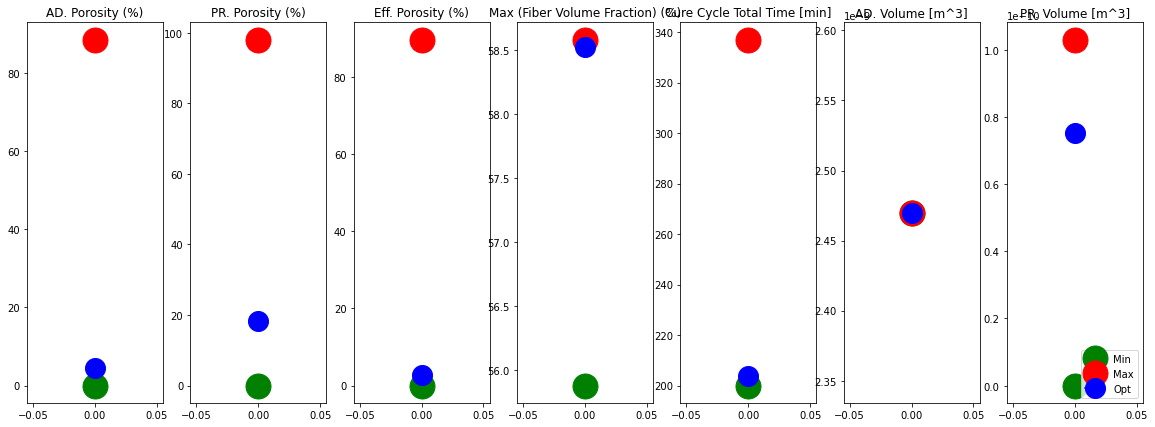 AD. Porosity (%)
80
60
40
20
0
−0.05 0.00 0.05
PR. Porosity (%)
100
80
60
40
20
0
−0.05 0.00 0.05
Eff. Porosity (%)
80
60
40
20
0
−0.05 0.00 0.05
Max (Fiber Volume Fraction) (%)
58.5
58.0
57.5
57.0
56.5
56.0
−0.05 0.00 0.05
Cure Cycle Total Time [min]
340
320
300
280
260
240
220
200
−0.05 0.00 0.05
AD. Volume [m^3]
2.60
2.55
2.50
2.45
2.40
2.35
−0.05 0.00 0.05
PR. Volume [m^3]
1e−10
1.0
0.8
0.6
0.4
0.2
0.0
−0.05 0.00 0.05
Min
Max
Opt